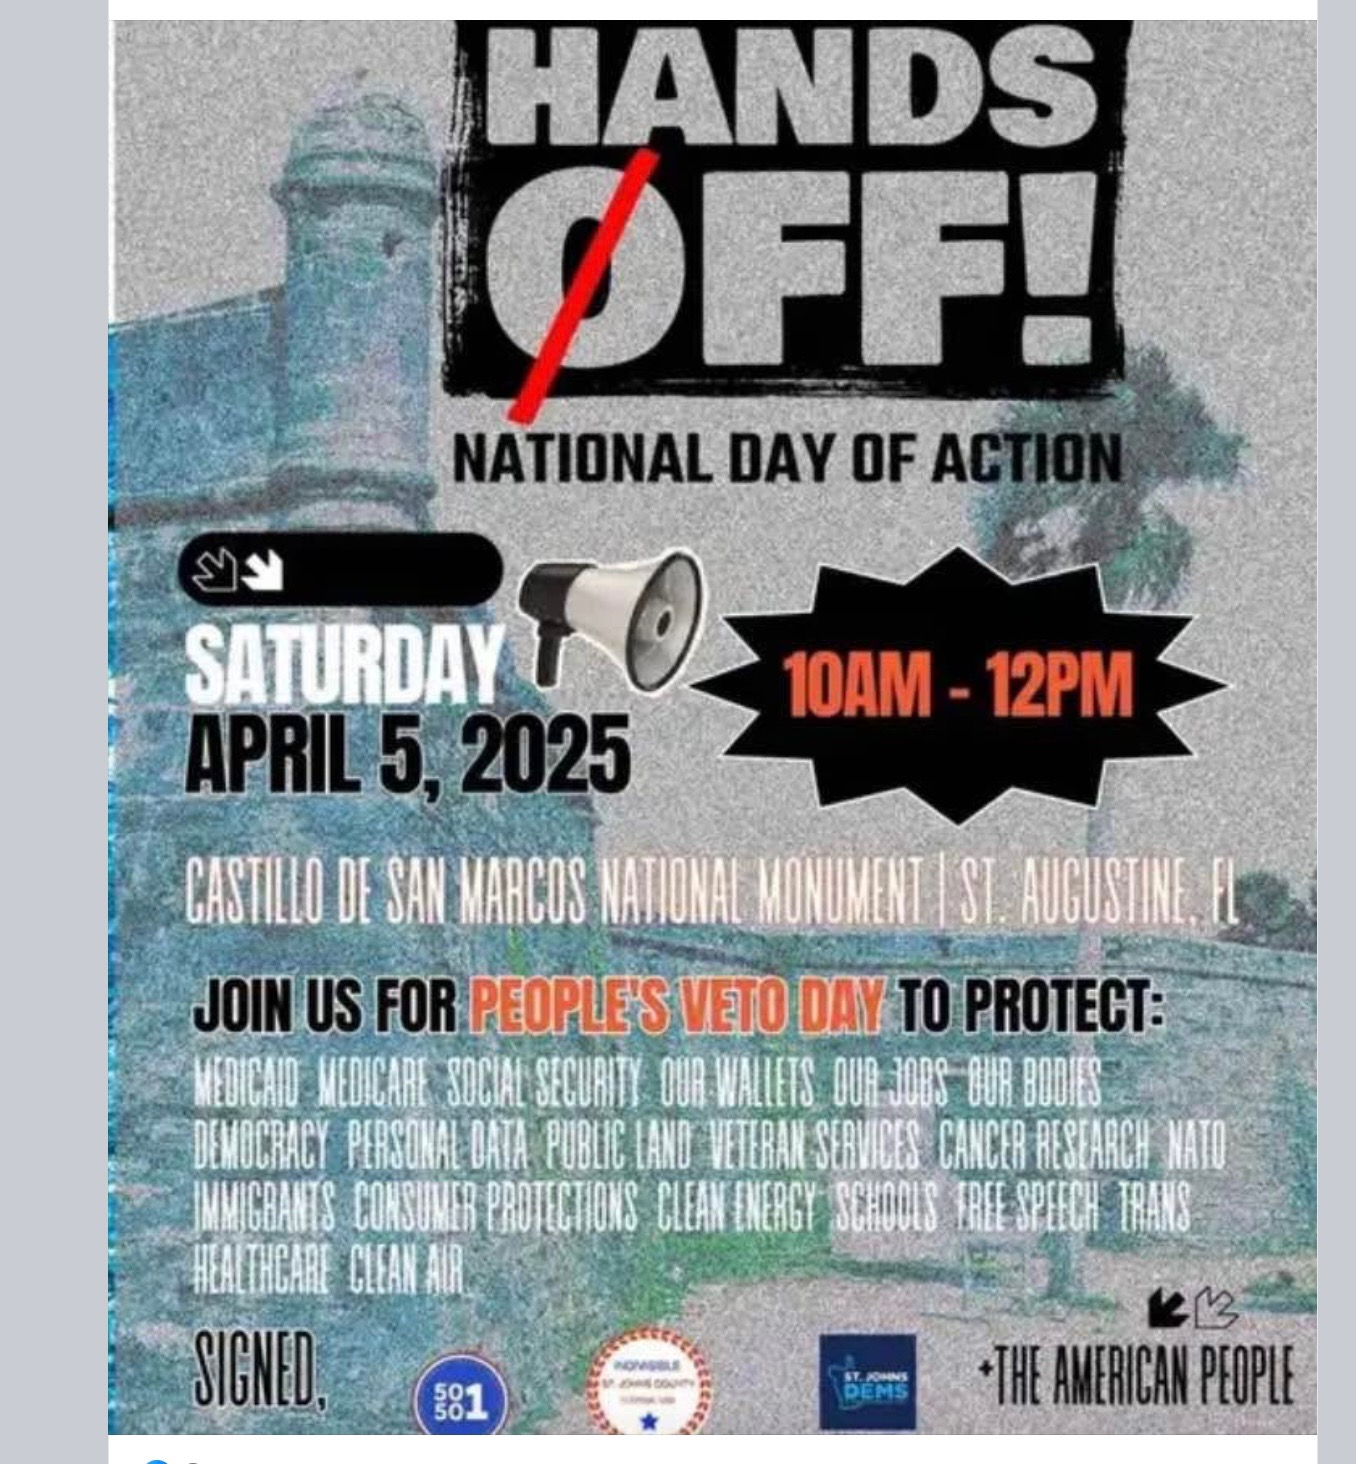 HANDS
OFF!
NATIONAL DAY OF ACTION
SATURDAY
APRIL 5, 2025
10AM - 12PM
CASTILLO DE SAN MARCOS NATIONAL MONUMENT | ST. AUGUSTINE, FL
JOIN US FOR PEOPLE'S VETO DAY TO PROTECT:
MEDICAID MEDICARE SOCIAL SECURITY OUR WALLETS OUR JOBS OUR BODIES
DEMOCRACY PERSONAL DATA PUBLIC LAND VETERAN SERVICES CANCER RESEARCH NATO
IMMIGRANTS CONSUMER PROTECTIONS CLEAN ENERGY SCHOOLS FREE SPEECH TRANS
HEALTHCARE CLEAN AIR
SIGNED,
50
501
INDIVISIBLE
ST. JOHNS COUNTY
ST. JOHNS
DEMS
+THE AMERICAN PEOPLE